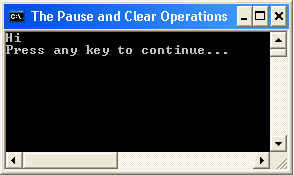 The Pause and Clear Operations
Hi
Press any key to continue...